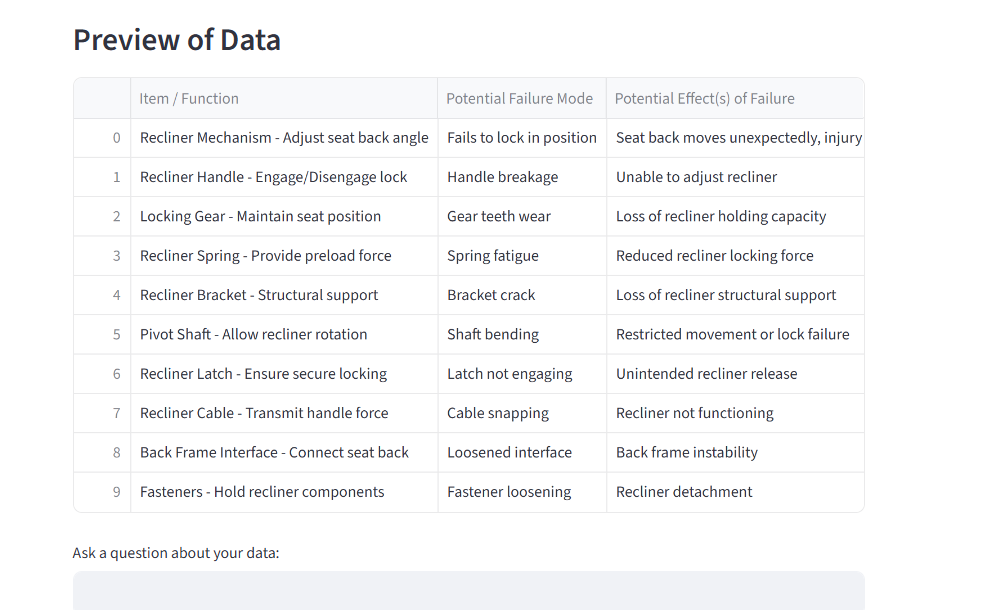 Preview of Data
Item / Function Potential Failure Mode Potential Effect(s) of Failure
0 Recliner Mechanism - Adjust seat back angle Fails to lock in position Seat back moves unexpectedly, injury
1 Recliner Handle - Engage/Disengage lock Handle breakage Unable to adjust recliner
2 Locking Gear - Maintain seat position Gear teeth wear Loss of recliner holding capacity
3 Recliner Spring - Provide preload force Spring fatigue Reduced recliner locking force
4 Recliner Bracket - Structural support Bracket crack Loss of recliner structural support
5 Pivot Shaft - Allow recliner rotation Shaft bending Restricted movement or lock failure
6 Recliner Latch - Ensure secure locking Latch not engaging Unintended recliner release
7 Recliner Cable - Transmit handle force Cable snapping Recliner not functioning
8 Back Frame Interface - Connect seat back Loosened interface Back frame instability
9 Fasteners - Hold recliner components Fastener loosening Recliner detachment
Ask a question about your data: